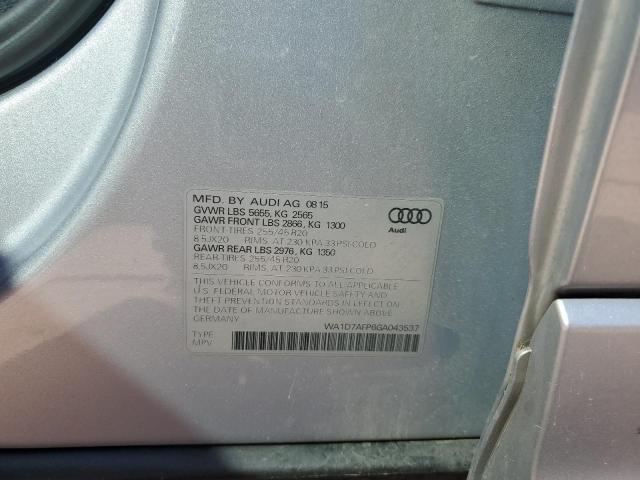 MFD. BY AUDI AG 08 15
GVWR LBS 5655, KG 2565
GAWR FRONT LBS 2866, KG 1300
FRONT-TIRES 255/45 R20
8.5JX20 RIMS, AT 230 KPA 33 PSI-COLD
GAWR REAR LBS 2976, KG 1350
REAR-TIRES 255/45 R20
8.5JX20 RIMS, AT 230 KPA 33 PSI-COLD
THIS VEHICLE CONFORMS TO ALL APPLICABLE
U.S. FEDERAL MOTOR VEHICLE SAFETY AND
THEFT PREVENTION STANDARDS IN EFFECT ON
THE DATE OF MANUFACTURE SHOWN ABOVE.
GERMANY
WA1D7AFP6GA043537
TYPE
MPV
Audi